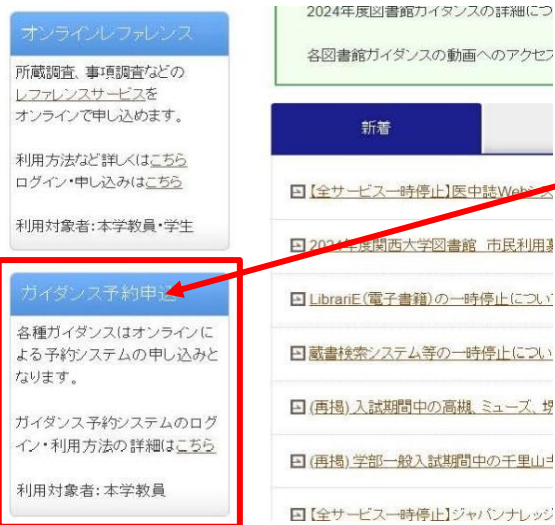 オンラインレファレンス
所蔵調査、事項調査などの
レファレンスサービスを
オンラインで申し込めます。
利用方法など詳しくはこちら
ログイン・申し込みはこちら
利用対象者:本学教員・学生
ガイダンス予約申込
各種ガイダンスはオンラインに
よる予約システムの申し込みと
なります。
ガイダンス予約システムのログ
イン・利用方法の詳細はこちら
利用対象者:本学教員
2024年度図書館ガイダンスの詳細につ
各図書館ガイダンスの動画へのアクセス
新着
【全サービス一時停止】医中誌Webシス
2024年度関西大学図書館 市民利用募
LibrariE(電子書籍)の一時停止につい
蔵書検索システム等の一時停止につい
(再掲)入試期間中の高槻、ミューズ、堺
(再掲)学部一般入試期間中の千里山キ
【全サービス一時停止】ジャパンナレッジ